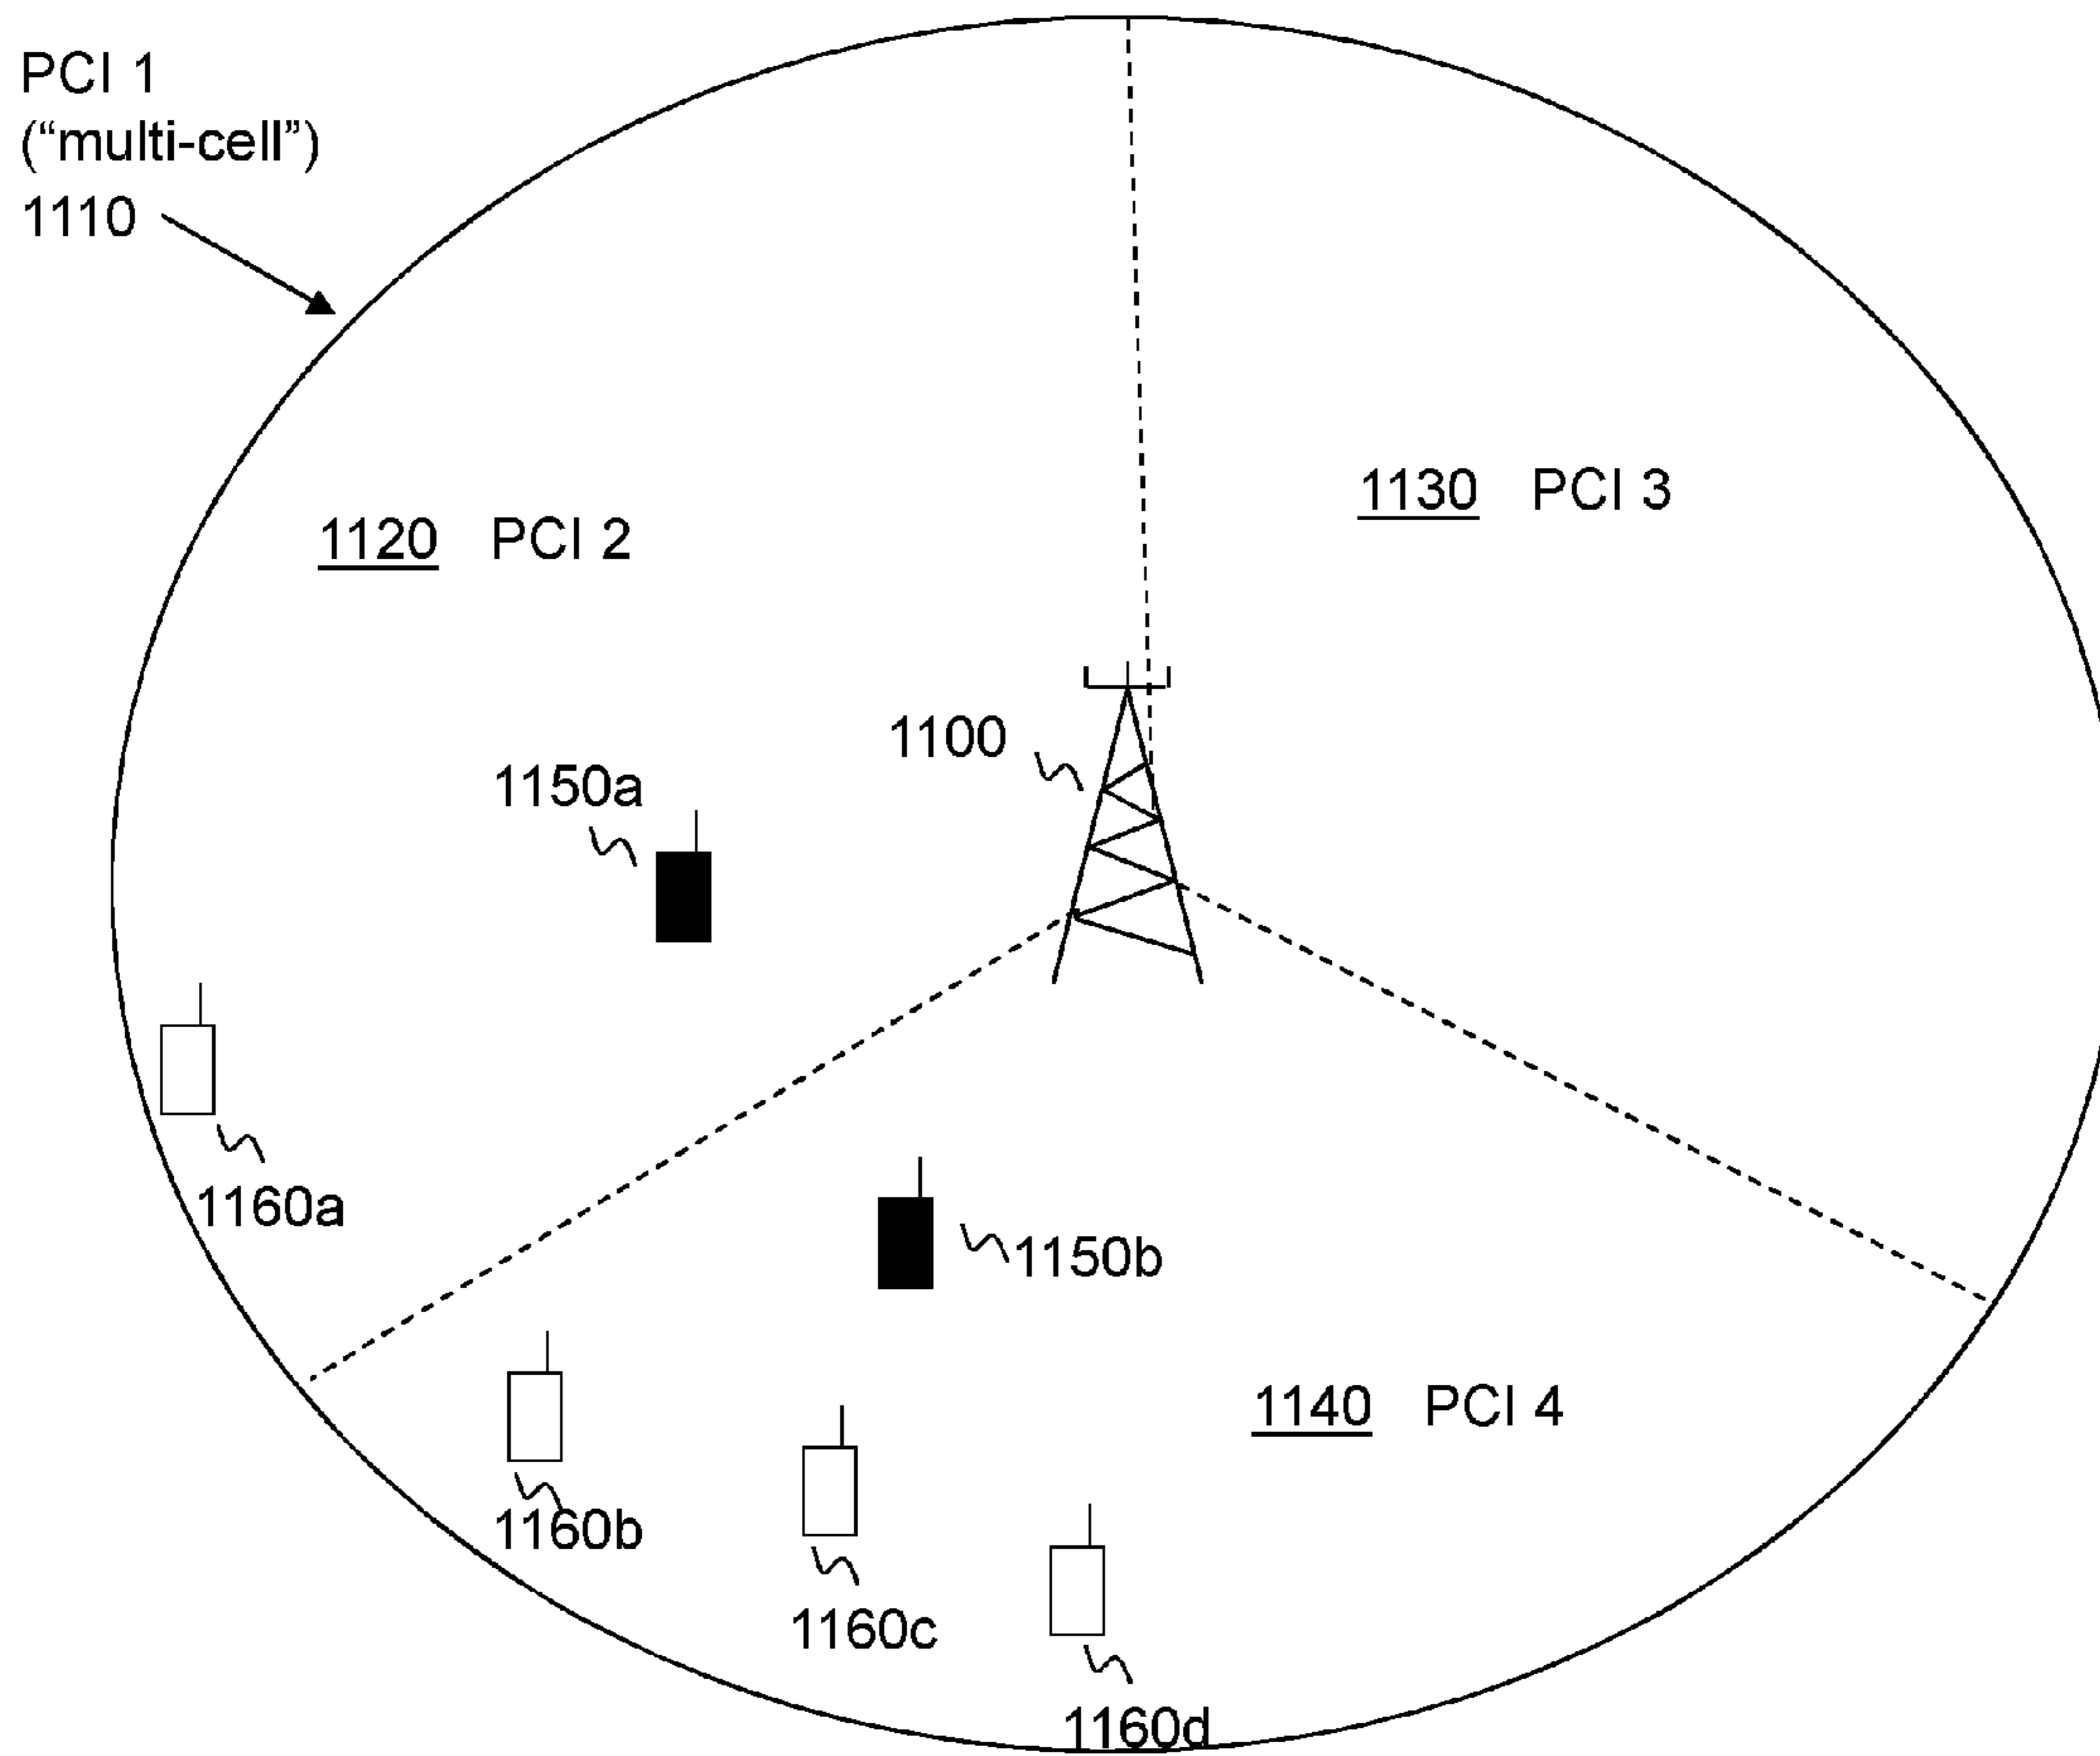 PCI 1
(“multi-cell”)
1110
1130 PCI 3
1120 PCI 2
1100
1150a
1160a
1150b
1140 PCI 4
1160b
1160c
1160d